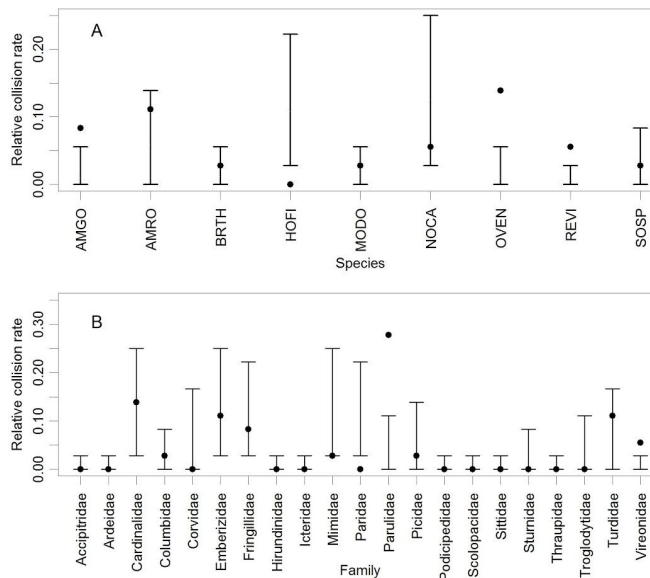 A
Relative collision rate
0.20
0.10
0.00
AMGO
AMRO
BRTH
HOFI
MODO
NOCA
OVEN
REVI
SOSP
Species
B
Relative collision rate
0.30
0.20
0.10
0.00
Accipitridae
Ardeidae
Cardinalidae
Columbidae
Corvidae
Emberizidae
Fringillidae
Hirundinidae
Icteridae
Mimidae
Paridae
Parulidae
Picidae
Podicipedidae
Scolopacidae
Sittidae
Sturnidae
Thraupidae
Troglodytidae
Turdidae
Vireonidae
Family